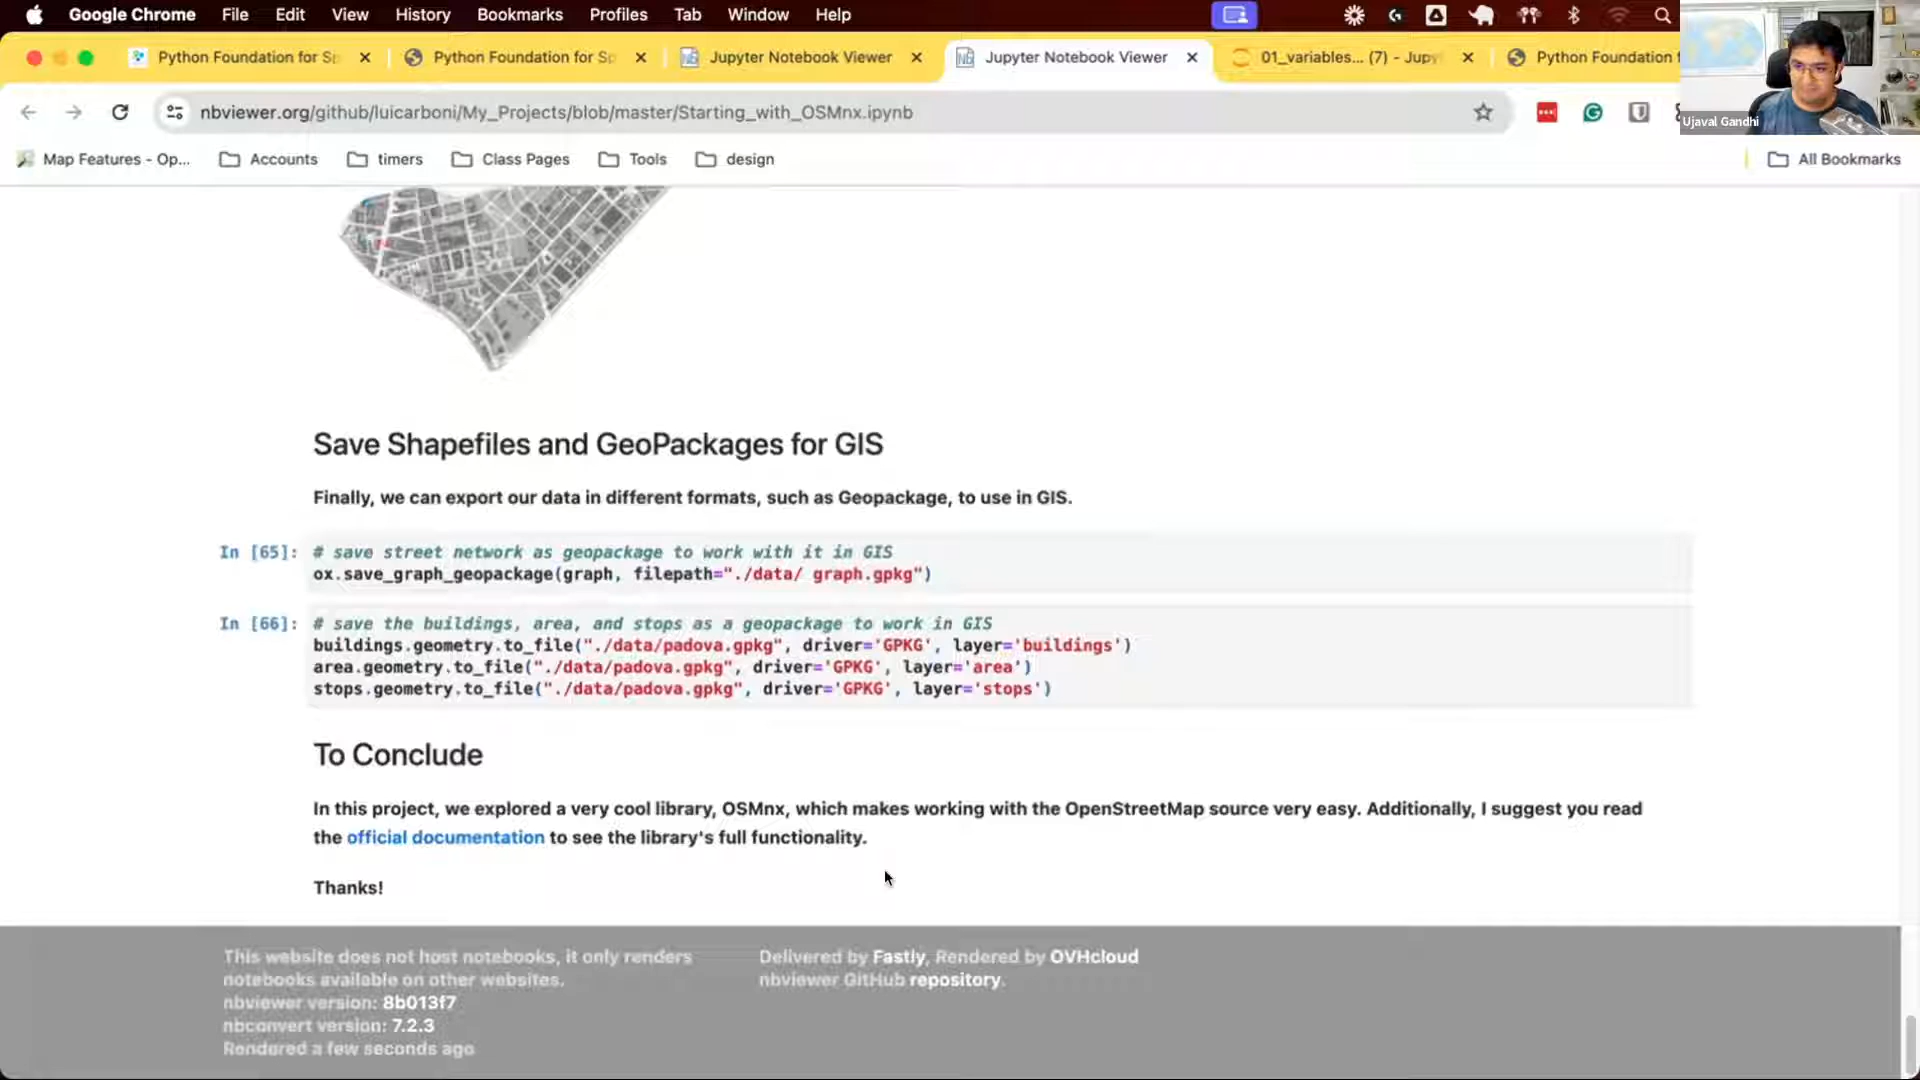 Google Chrome File Edit View History Bookmarks Profiles Tab Window Help
Python Foundation for Sp
Python Foundation for Sp
Jupyter Notebook Viewer
Jupyter Notebook Viewer
01_variables... (7) - Jupy
Python Foundation f
nbviewer.org/github/luicarboni/My_Projects/blob/master/Starting_with_OSMnx.ipynb
Ujaval Gandhi
Map Features - Op... Accounts timers Class Pages Tools design All Bookmarks
Save Shapefiles and GeoPackages for GIS
Finally, we can export our data in different formats, such as Geopackage, to use in GIS.
In [65]: # save street network as geopackage to work with it in GIS
ox.save_graph_geopackage(graph, filepath="./data/ graph.gpkg")
In [66]: # save the buildings, area, and stops as a geopackage to work in GIS
buildings.geometry.to_file("./data/padova.gpkg", driver='GPKG', layer='buildings')
area.geometry.to_file("./data/padova.gpkg", driver='GPKG', layer='area')
stops.geometry.to_file("./data/padova.gpkg", driver='GPKG', layer='stops')
To Conclude
In this project, we explored a very cool library, OSMnx, which makes working with the OpenStreetMap source very easy. Additionally, I suggest you read
the official documentation to see the library's full functionality.
Thanks!
This website does not host notebooks, it only renders
notebooks available on other websites.
nbviewer version: 8b013f7
nbconvert version: 7.2.3
Rendered a few seconds ago
Delivered by Fastly, Rendered by OVHcloud
nbviewer GitHub repository.